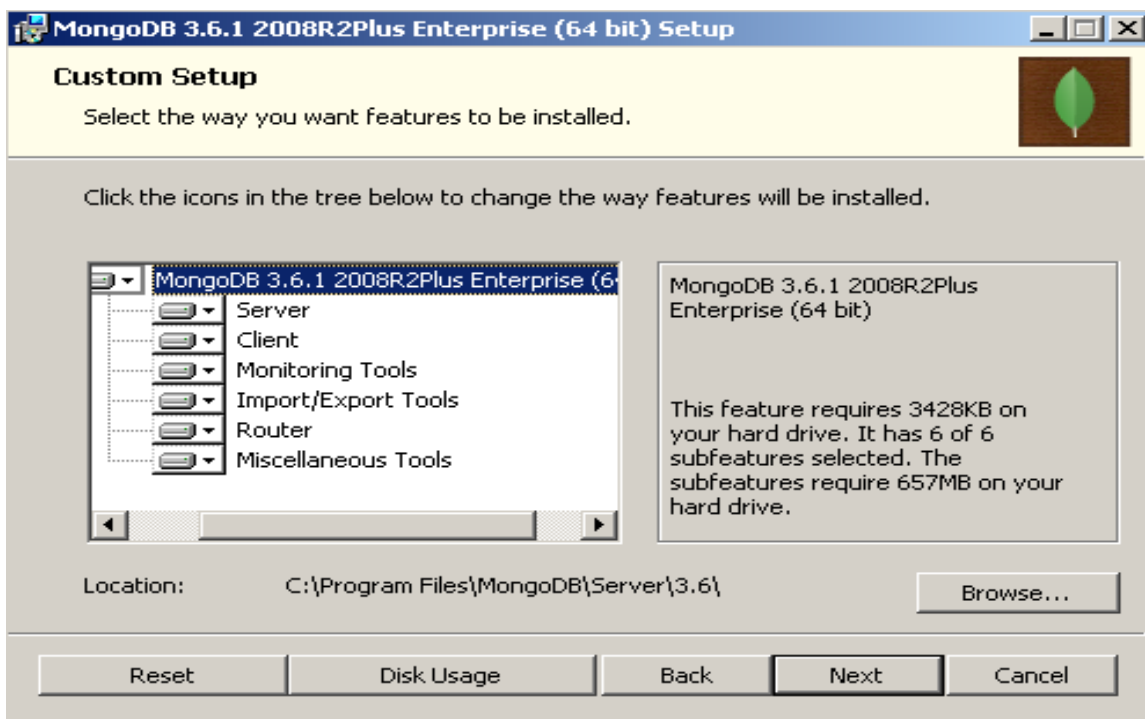 MongoDB 3.6.1 2008R2Plus Enterprise (64 bit) Setup
Custom Setup
Select the way you want features to be installed.
Click the icons in the tree below to change the way features will be installed.
MongoDB 3.6.1 2008R2Plus Enterprise (6
Server
Client
Monitoring Tools
Import/Export Tools
Router
Miscellaneous Tools
MongoDB 3.6.1 2008R2Plus
Enterprise (64 bit)
This feature requires 3428KB on
your hard drive. It has 6 of 6
subfeatures selected. The
subfeatures require 657MB on your
hard drive.
Location: C:\Program Files\MongoDB\Server\3.6\
Browse...
Reset Disk Usage Back Next Cancel